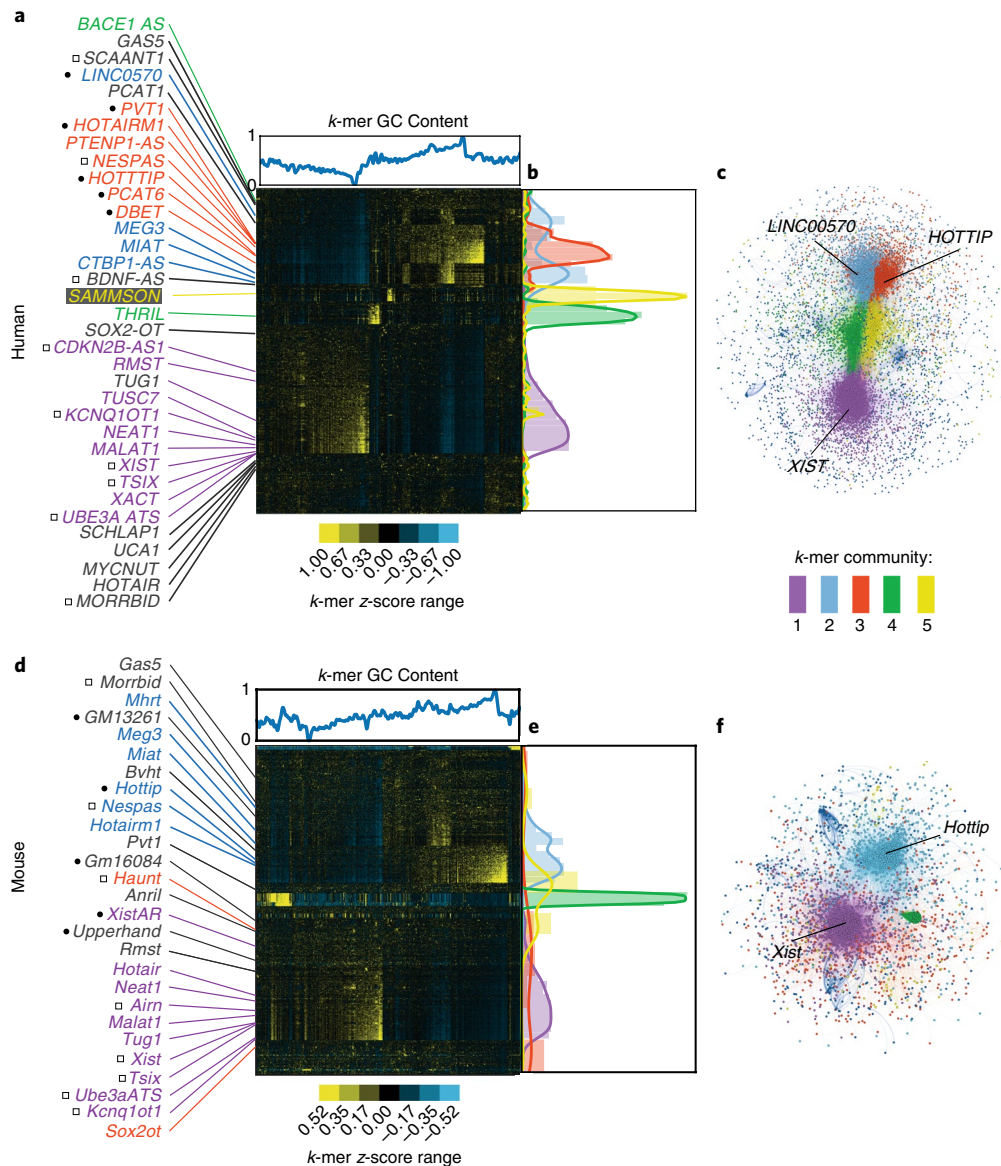 a
BACE1 AS
GAS5
SCAANT1
LINC0570
PCAT1
PVT1
HOTAIRM1
PTENP1-AS
NESPAS
HOTTTIP
PCAT6
DBET
MEG3
MIAT
CTBP1-AS
BDNF-AS
SAMMSON
THRIL
SOX2-OT
CDKN2B-AS1
RMST
TUG1
TUSC7
KCNQ1OT1
NEAT1
MALAT1
XIST
TSIX
XACT
UBE3A ATS
SCHLAP1
UCA1
MYCNUT
HOTAIR
MORRBID
Human
k-mer GC Content
1
0
1.00
0.67
0.33
0.00
−0.33
−0.67
−1.00
k-mer z-score range
b
c
LINC00570
HOTTIP
XIST
k-mer community:
1 2 3 4 5
d
Gas5
Morrbid
Mhrt
GM13261
Meg3
Miat
Bvht
Hottip
Nespas
Hotairm1
Pvt1
Gm16084
Haunt
Anril
XistAR
Upperhand
Rmst
Hotair
Neat1
Airn
Malat1
Tug1
Xist
Tsix
Ube3aATS
Kcnq1ot1
Sox2ot
Mouse
k-mer GC Content
1
0
0.52
0.35
0.17
0.00
−0.17
−0.35
−0.52
k-mer z-score range
e
f
Hottip
Xist